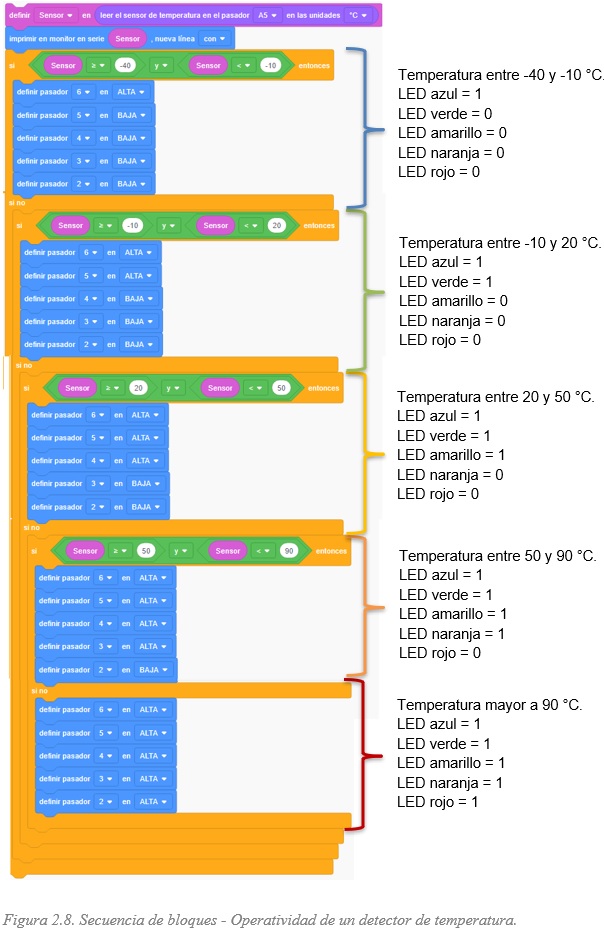 definir Sensor en leer el sensor de temperatura en el pasador A5 en las unidades °C
imprimir en monitor en serie Sensor , nueva línea con
si Sensor ≥ -40 y Sensor < -10 entonces
definir pasador 6 en ALTA
definir pasador 5 en BAJA
definir pasador 4 en BAJA
definir pasador 3 en BAJA
definir pasador 2 en BAJA
Temperatura entre -40 y -10 °C.
LED azul = 1
LED verde = 0
LED amarillo = 0
LED naranja = 0
LED rojo = 0
si no
si Sensor ≥ -10 y Sensor < 20 entonces
definir pasador 6 en ALTA
definir pasador 5 en ALTA
definir pasador 4 en BAJA
definir pasador 3 en BAJA
definir pasador 2 en BAJA
Temperatura entre -10 y 20 °C.
LED azul = 1
LED verde = 1
LED amarillo = 0
LED naranja = 0
LED rojo = 0
si no
si Sensor ≥ 20 y Sensor < 50 entonces
definir pasador 6 en ALTA
definir pasador 5 en ALTA
definir pasador 4 en ALTA
definir pasador 3 en BAJA
definir pasador 2 en BAJA
Temperatura entre 20 y 50 °C.
LED azul = 1
LED verde = 1
LED amarillo = 1
LED naranja = 0
LED rojo = 0
si no
si Sensor ≥ 50 y Sensor < 90 entonces
definir pasador 6 en ALTA
definir pasador 5 en ALTA
definir pasador 4 en ALTA
definir pasador 3 en ALTA
definir pasador 2 en BAJA
Temperatura entre 50 y 90 °C.
LED azul = 1
LED verde = 1
LED amarillo = 1
LED naranja = 1
LED rojo = 0
si no
definir pasador 6 en ALTA
definir pasador 5 en ALTA
definir pasador 4 en ALTA
definir pasador 3 en ALTA
definir pasador 2 en ALTA
Temperatura mayor a 90 °C.
LED azul = 1
LED verde = 1
LED amarillo = 1
LED naranja = 1
LED rojo = 1
Figura 2.8. Secuencia de bloques - Operatividad de un detector de temperatura.